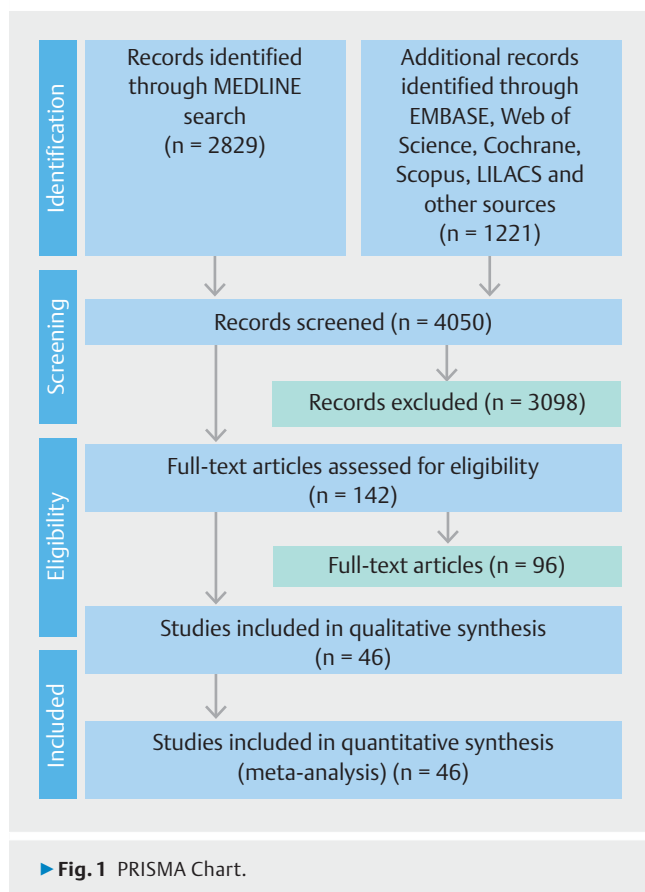 Identification
Records identified
through MEDLINE
search
(n = 2829)
Additional records
identified through
EMBASE, Web of
Science, Cochrane,
Scopus, LILACS and
other sources
(n = 1221)
Screening
Records screened (n = 4050)
Records excluded (n = 3098)
Eligibility
Full-text articles assessed for eligibility
(n = 142)
Full-text articles (n = 96)
Studies included in qualitative synthesis
(n = 46)
Included
Studies included in quantitative synthesis
(meta-analysis) (n = 46)
▶ Fig. 1 PRISMA Chart.